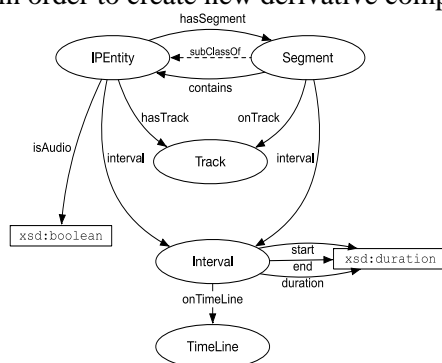 in order to create new derivative comp
hasSegment
IPEntity
subClassOf
Segment
contains
hasTrack
onTrack
isAudio
interval
Track
interval
xsd:boolean
Interval
start
end
duration
xsd:duration
onTimeLine
TimeLine